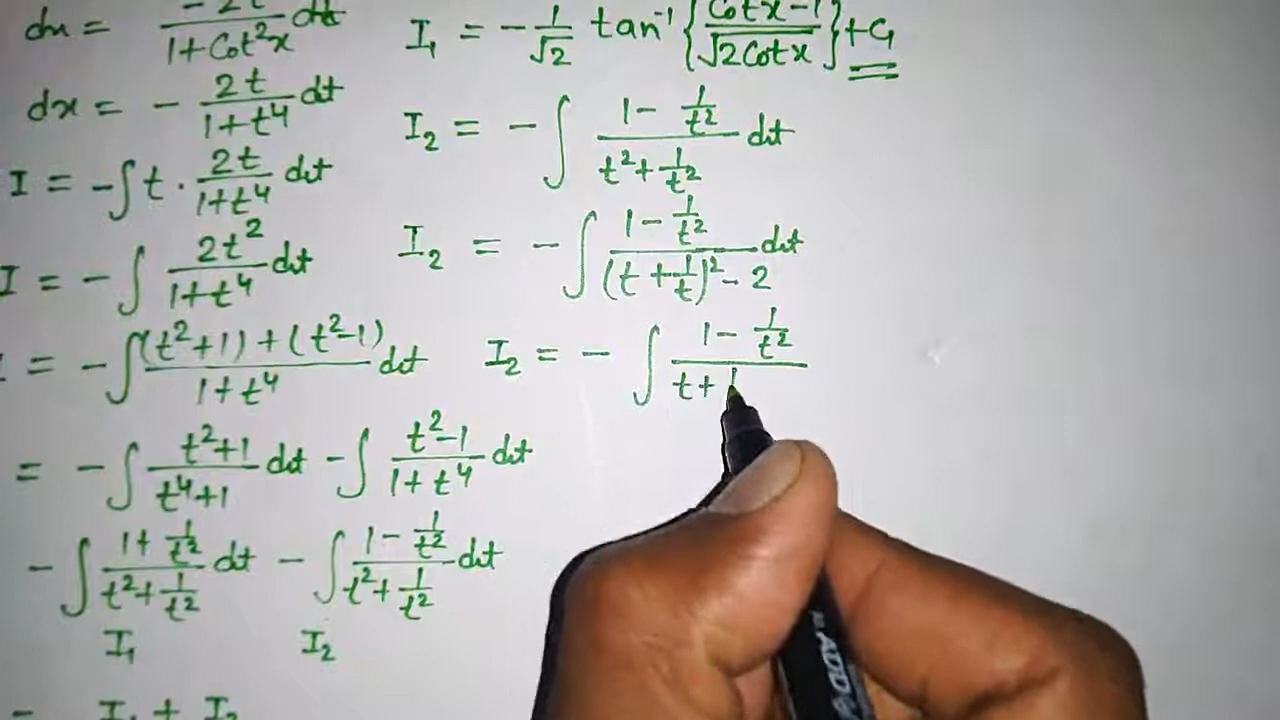 dx = -2t/1+Cot²x dt
dx = - 2t/1+t⁴ dt
I = -∫t · 2t/1+t⁴ dt
I = -∫ 2t²/1+t⁴ dt
= -∫ (t²+1)+(t²-1)/1+t⁴ dt
= -∫ t²+1/t⁴+1 dt -∫ t²-1/1+t⁴ dt
-∫ 1+1/t²/t²+1/t² dt -∫ 1-1/t²/t²+1/t² dt
I₁ I₂
= I₁ + I₂
I₁ = -1/√2 tan⁻¹{Cotx-1/√2Cotx}+C₁
I₂ = -∫ 1-1/t²/t²+1/t² dt
I₂ = -∫ 1-1/t²/(t+1/t)²-2 dt
I₂ = -∫ 1-1/t²/t+1